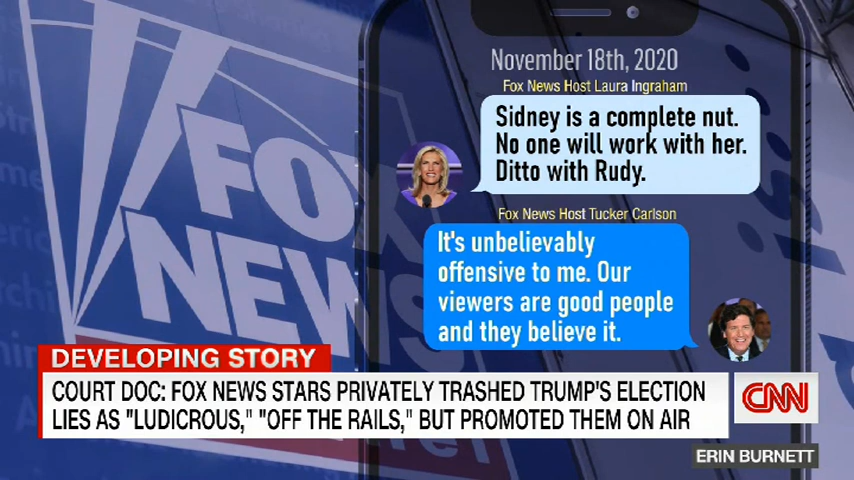 November 18th, 2020
Fox News Host Laura Ingraham
Sidney is a complete nut.
No one will work with her.
Ditto with Rudy.
Fox News Host Tucker Carlson
It's unbelievably
offensive to me. Our
viewers are good people
and they believe it.
FOX
NEWS
DEVELOPING STORY
COURT DOC: FOX NEWS STARS PRIVATELY TRASHED TRUMP'S ELECTION
LIES AS "LUDICROUS," "OFF THE RAILS," BUT PROMOTED THEM ON AIR
CNN
ERIN BURNETT